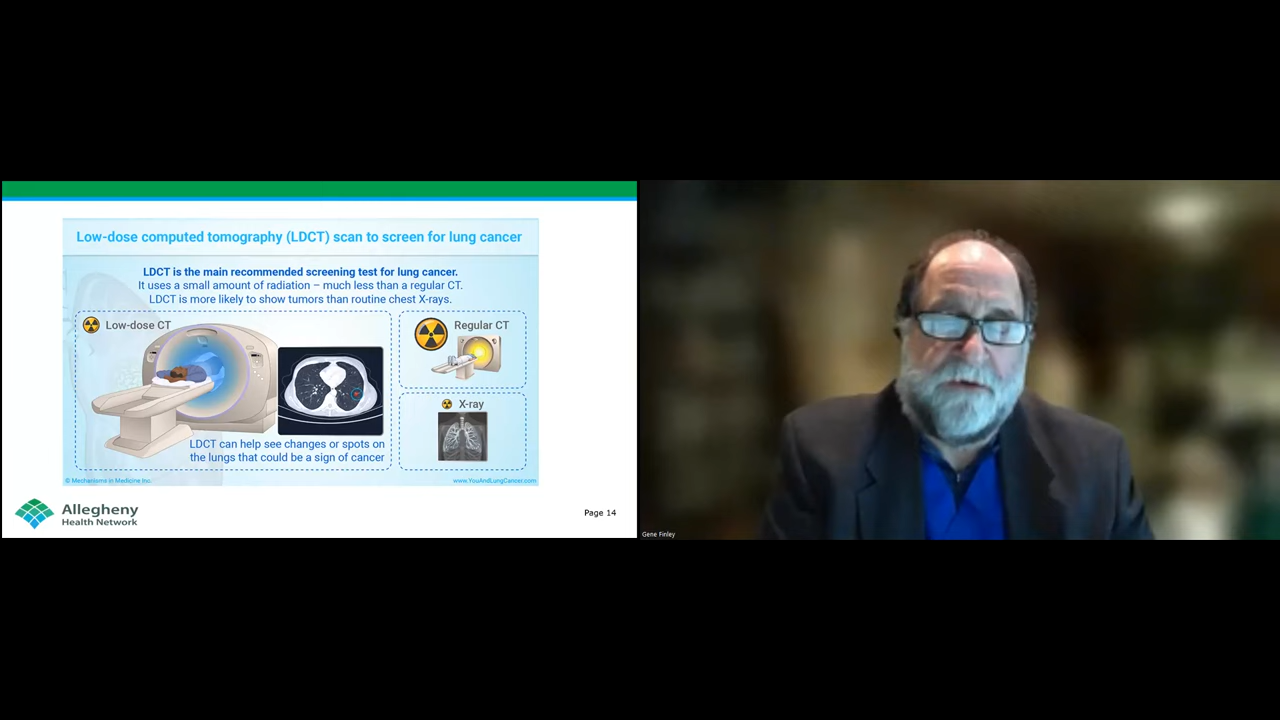 Low-dose computed tomography (LDCT) scan to screen for lung cancer
LDCT is the main recommended screening test for lung cancer.
It uses a small amount of radiation – much less than a regular CT.
LDCT is more likely to show tumors than routine chest X-rays.
Low-dose CT
LDCT can help see changes or spots on
the lungs that could be a sign of cancer
Regular CT
X-ray
© Mechanisms in Medicine Inc.
www.YouAndLungCancer.com
Allegheny
Health Network
Page 14
Gene Finley